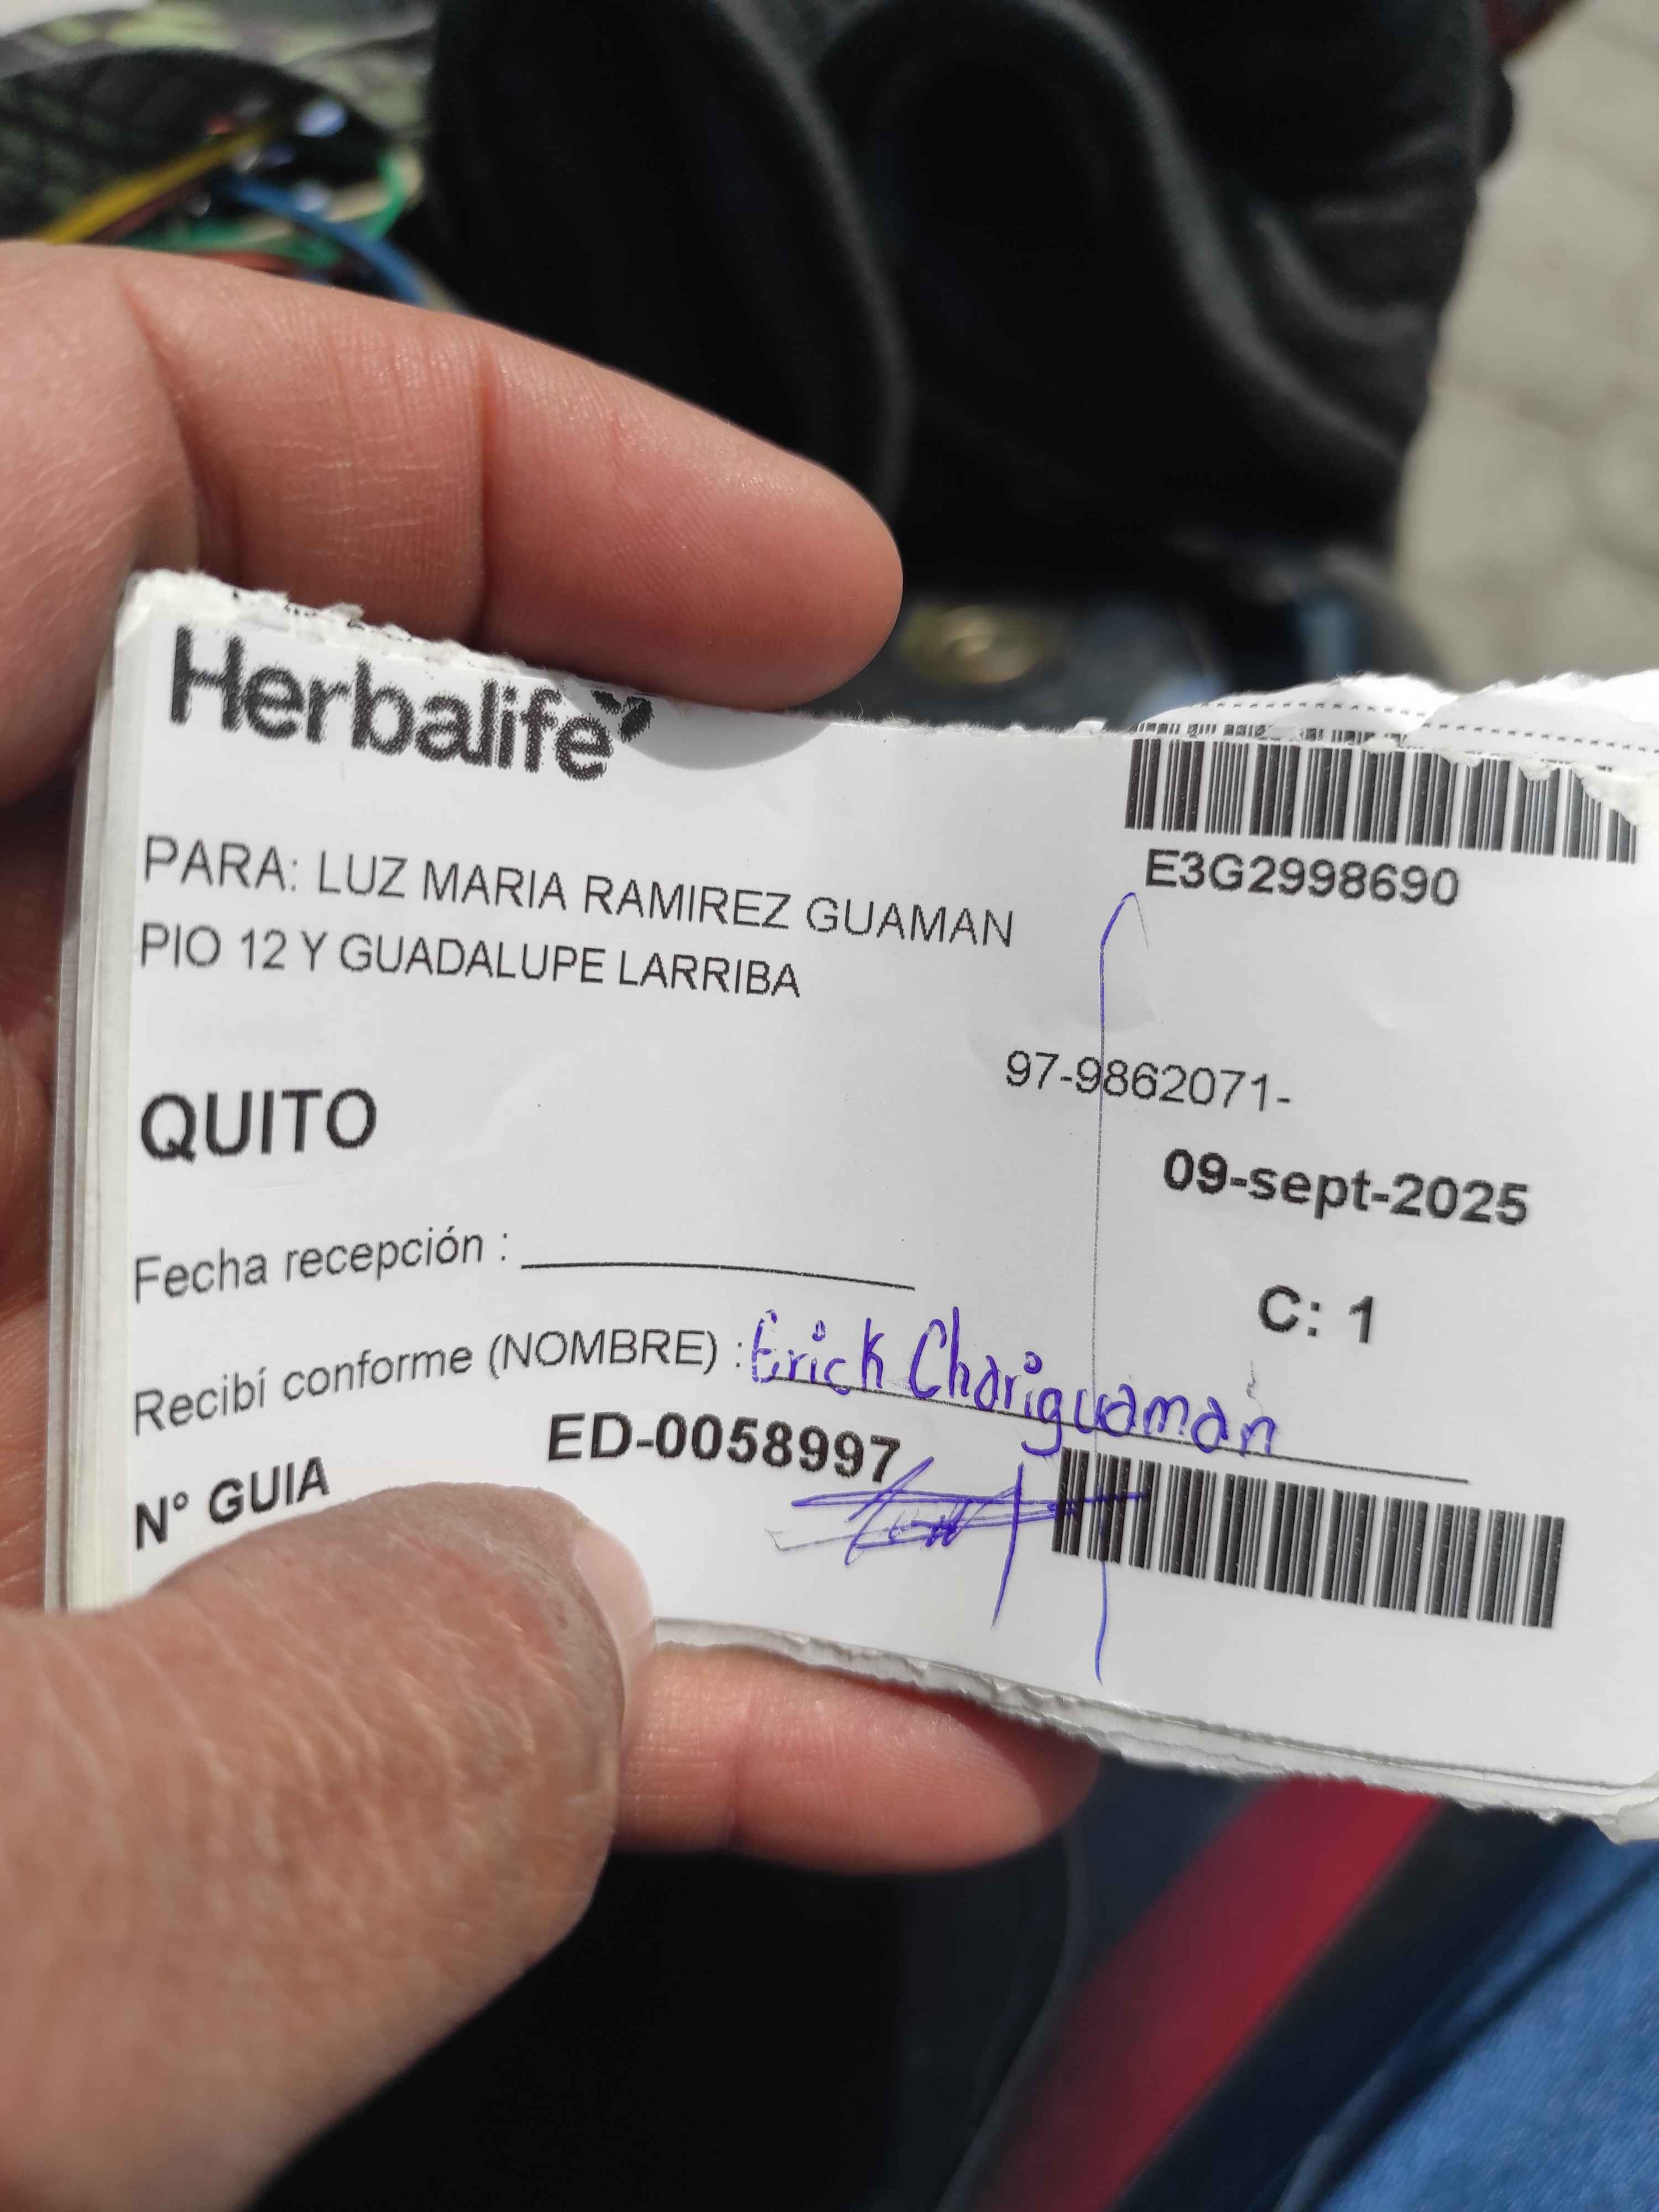 Herbalife
E3G2998690
PARA: LUZ MARIA RAMIREZ GUAMAN
PIO 12 Y GUADALUPE LARRIBA
97-9862071-
QUITO
09-sept-2025
Fecha recepción :
C: 1
Recibí conforme (NOMBRE) : Erick Chariguaman
N° GUIA
ED-0058997